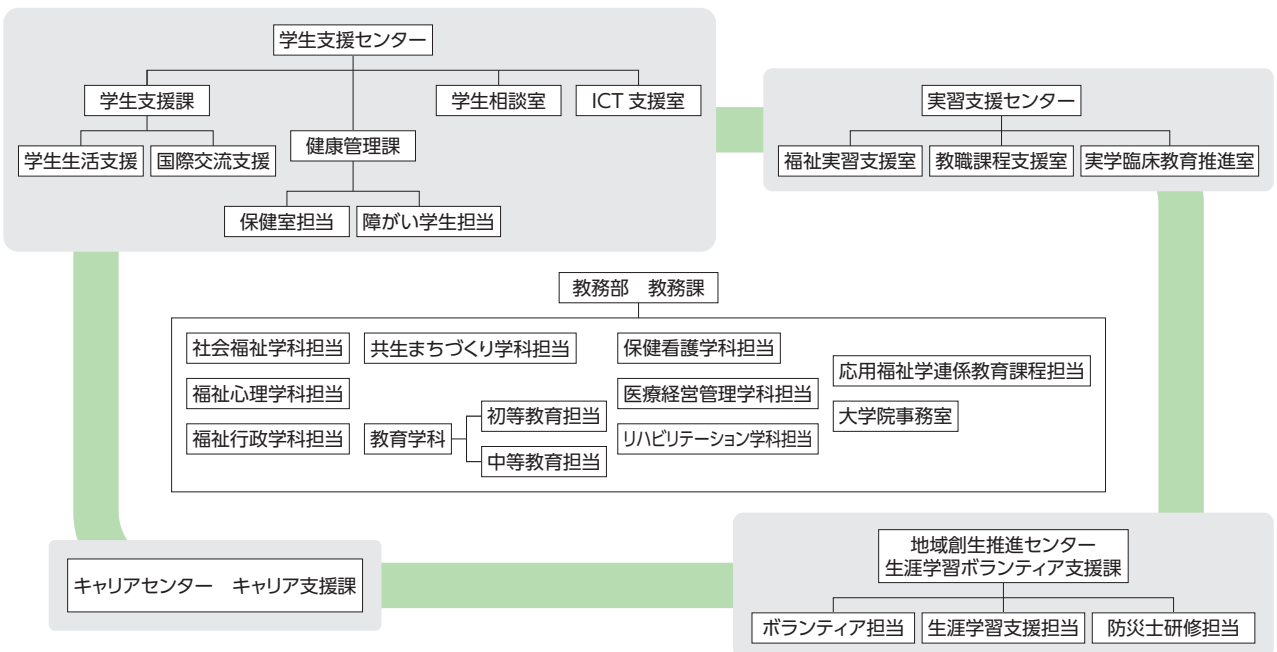 学生支援センター
学生支援課
学生相談室
ICT 支援室
学生生活支援
国際交流支援
健康管理課
保健室担当
障がい学生担当
実習支援センター
福祉実習支援室
教職課程支援室
実学臨床教育推進室
教務部　教務課
社会福祉学科担当
福祉心理学科担当
福祉行政学科担当
共生まちづくり学科担当
教育学科
初等教育担当
中等教育担当
保健看護学科担当
医療経営管理学科担当
リハビリテーション学科担当
応用福祉学連係教育課程担当
大学院事務室
キャリアセンター　キャリア支援課
地域創生推進センター
生涯学習ボランティア支援課
ボランティア担当
生涯学習支援担当
防災士研修担当